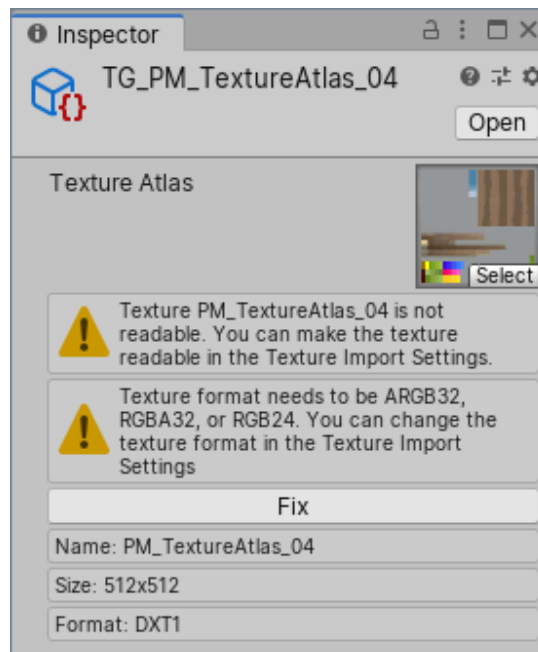 Inspector
TG_PM_TextureAtlas_04
Open
Texture Atlas
Select
Texture PM_TextureAtlas_04 is not
readable. You can make the texture
readable in the Texture Import Settings.
Texture format needs to be ARGB32,
RGBA32, or RGB24. You can change the
texture format in the Texture Import
Settings
Fix
Name: PM_TextureAtlas_04
Size: 512x512
Format: DXT1